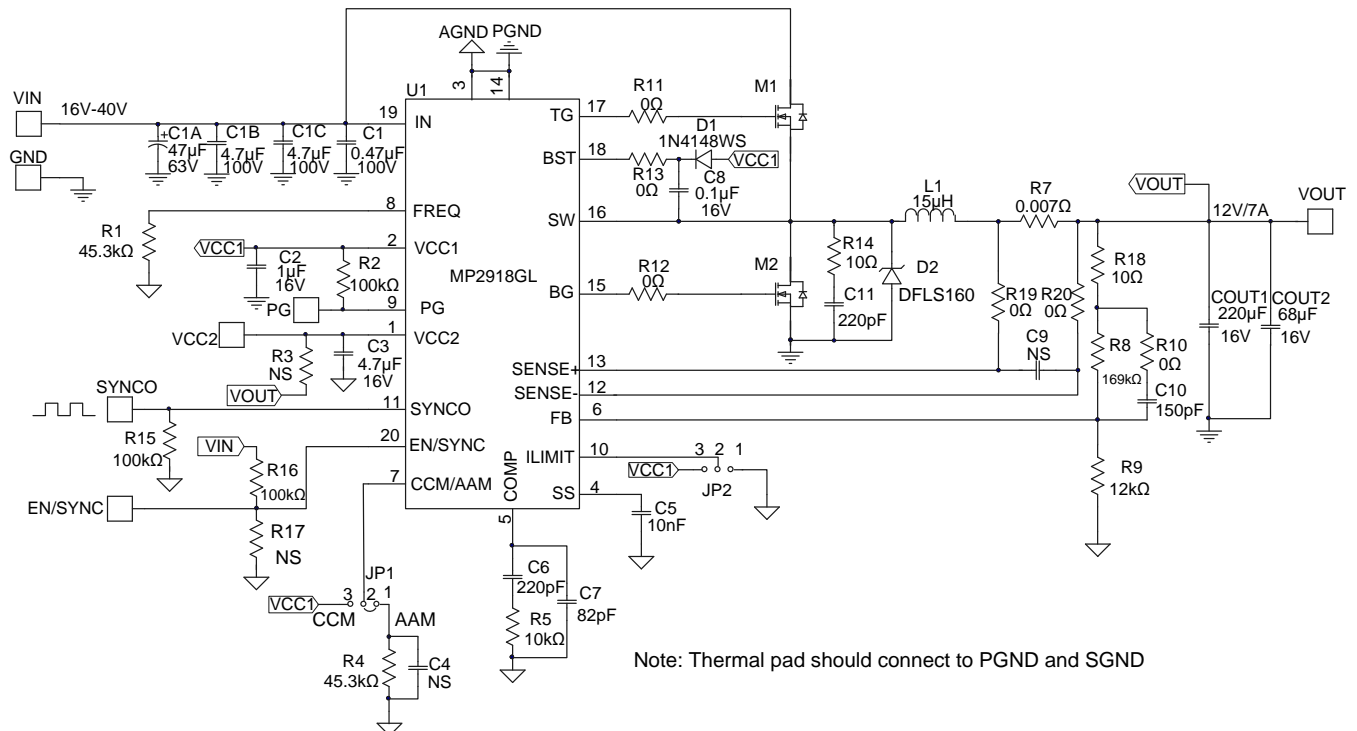 AGND PGND
VIN
16V-40V
GND
+C1A
47µF
63V
C1B
4.7µF
100V
C1C
4.7µF
100V
C1
0.47µF
100V
U1
MP2918GL
3
14
19
IN
8
FREQ
2
VCC1
9
PG
1
VCC2
11
SYNCO
20
EN/SYNC
7
CCM/AAM
COMP
5
TG
17
BST
18
SW
16
BG
15
SENSE+
13
SENSE-
12
FB
6
ILIMIT
10
SS
4
R1
45.3kΩ
VCC1
C2
1µF
16V
R2
100kΩ
PG
VCC2
R3
NS
VOUT
C3
4.7µF
16V
SYNCO
R15
100kΩ
VIN
R16
100kΩ
EN/SYNC
R17
NS
JP1
VCC1
3 2 1
CCM
AAM
R4
45.3kΩ
C4
NS
C6
220pF
R5
10kΩ
C7
82pF
R11
0Ω
M1
D1
1N4148WS
VCC1
R13
0Ω
C8
0.1µF
16V
R12
0Ω
M2
R14
10Ω
C11
220pF
D2
DFLS160
L1
15µH
R7
0.007Ω
R19
0Ω
R20
0Ω
C9
NS
VOUT
12V/7A
VOUT
R18
10Ω
R8
169kΩ
R10
0Ω
C10
150pF
R9
12kΩ
COUT1
220µF
16V
COUT2
68µF
16V
VCC1
3 2 1
JP2
C5
10nF
Note: Thermal pad should connect to PGND and SGND